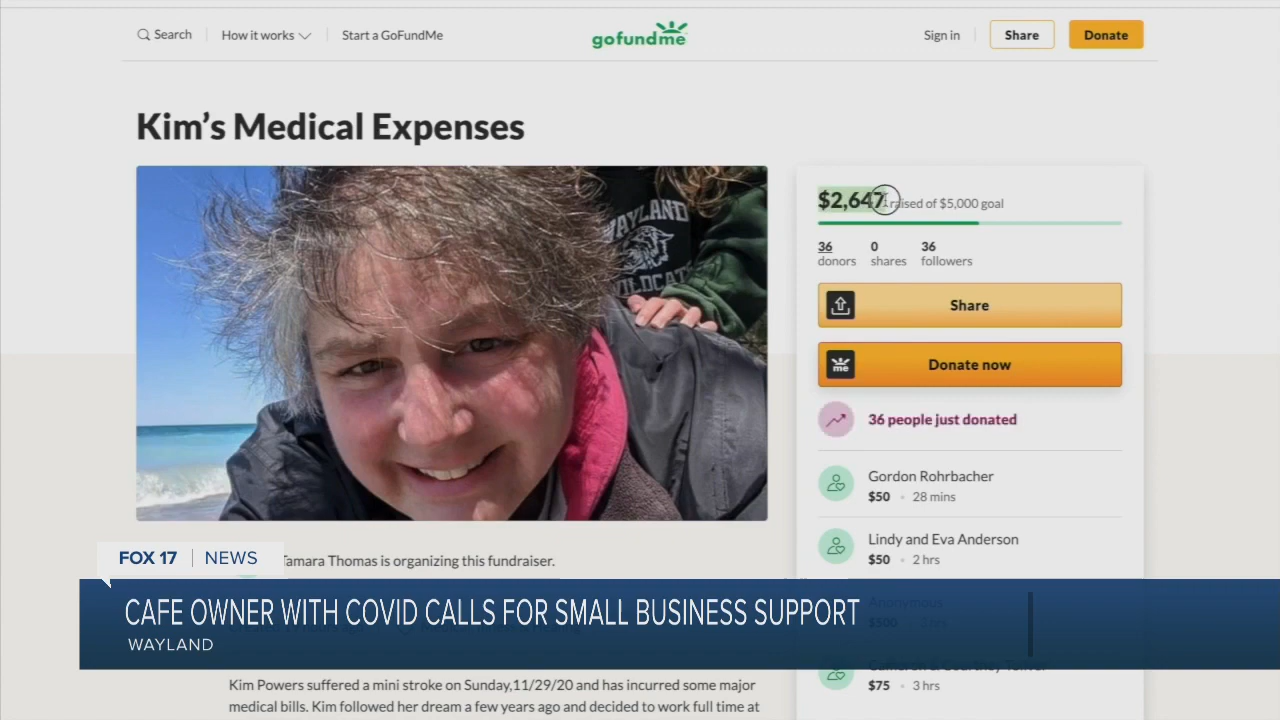 Search
How it works
Start a GoFundMe
gofundme
Sign in
Share
Donate
Kim's Medical Expenses
WAYLAND
WILDCATS
$2,647 raised of $5,000 goal
36 donors
0 shares
36 followers
Share
me
Donate now
36 people just donated
Gordon Rohrbacher
$50 • 28 mins
Lindy and Eva Anderson
$50 • 2 hrs
Anonymous
$500
$75 • 3 hrs
Tamara Thomas is organizing this fundraiser.
FOX 17 | NEWS
CAFE OWNER WITH COVID CALLS FOR SMALL BUSINESS SUPPORT
WAYLAND
Kim Powers suffered a mini stroke on Sunday,11/29/20 and has incurred some major
medical bills. Kim followed her dream a few years ago and decided to work full time at